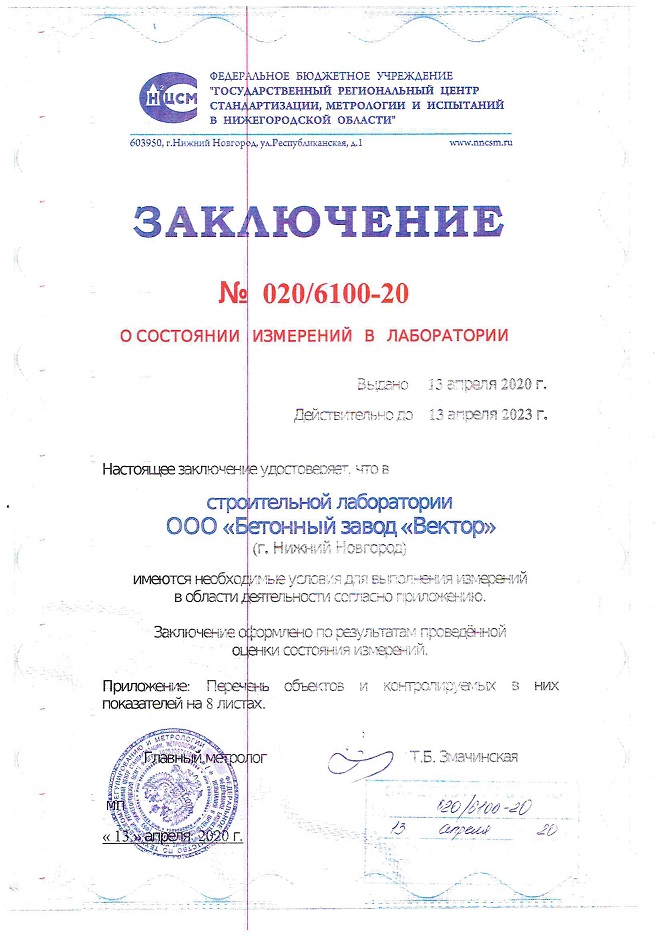 НЦСМ
ФЕДЕРАЛЬНОЕ БЮДЖЕТНОЕ УЧРЕЖДЕНИЕ
"ГОСУДАРСТВЕННЫЙ РЕГИОНАЛЬНЫЙ ЦЕНТР
СТАНДАРТИЗАЦИИ, МЕТРОЛОГИИ И ИСПЫТАНИЙ
В НИЖЕГОРОДСКОЙ ОБЛАСТИ"
603950, г.Нижний Новгород, ул.Республиканская, д.1 www.nncsm.ru
ЗАКЛЮЧЕНИЕ
№ 020/6100-20
О СОСТОЯНИИ ИЗМЕРЕНИЙ В ЛАБОРАТОРИИ
Выдано 13 апреля 2020 г.
Действительно до 13 апреля 2023 г.
Настоящее заключение удостоверяет, что в
строительной лаборатории
ООО «Бетонный завод «Вектор»
(г. Нижний Новгород)
имеются необходимые условия для выполнения измерений
в области деятельности согласно приложению.
Заключение оформлено по результатам проведённой
оценки состояния измерений.
Приложение: Перечень объектов и контролируемых в них
показателей на 8 листах.
Главный метролог Т.Б. Змачинская
МП
020/6100-20
13 апреля 20
« 13 » апреля 2020 г.